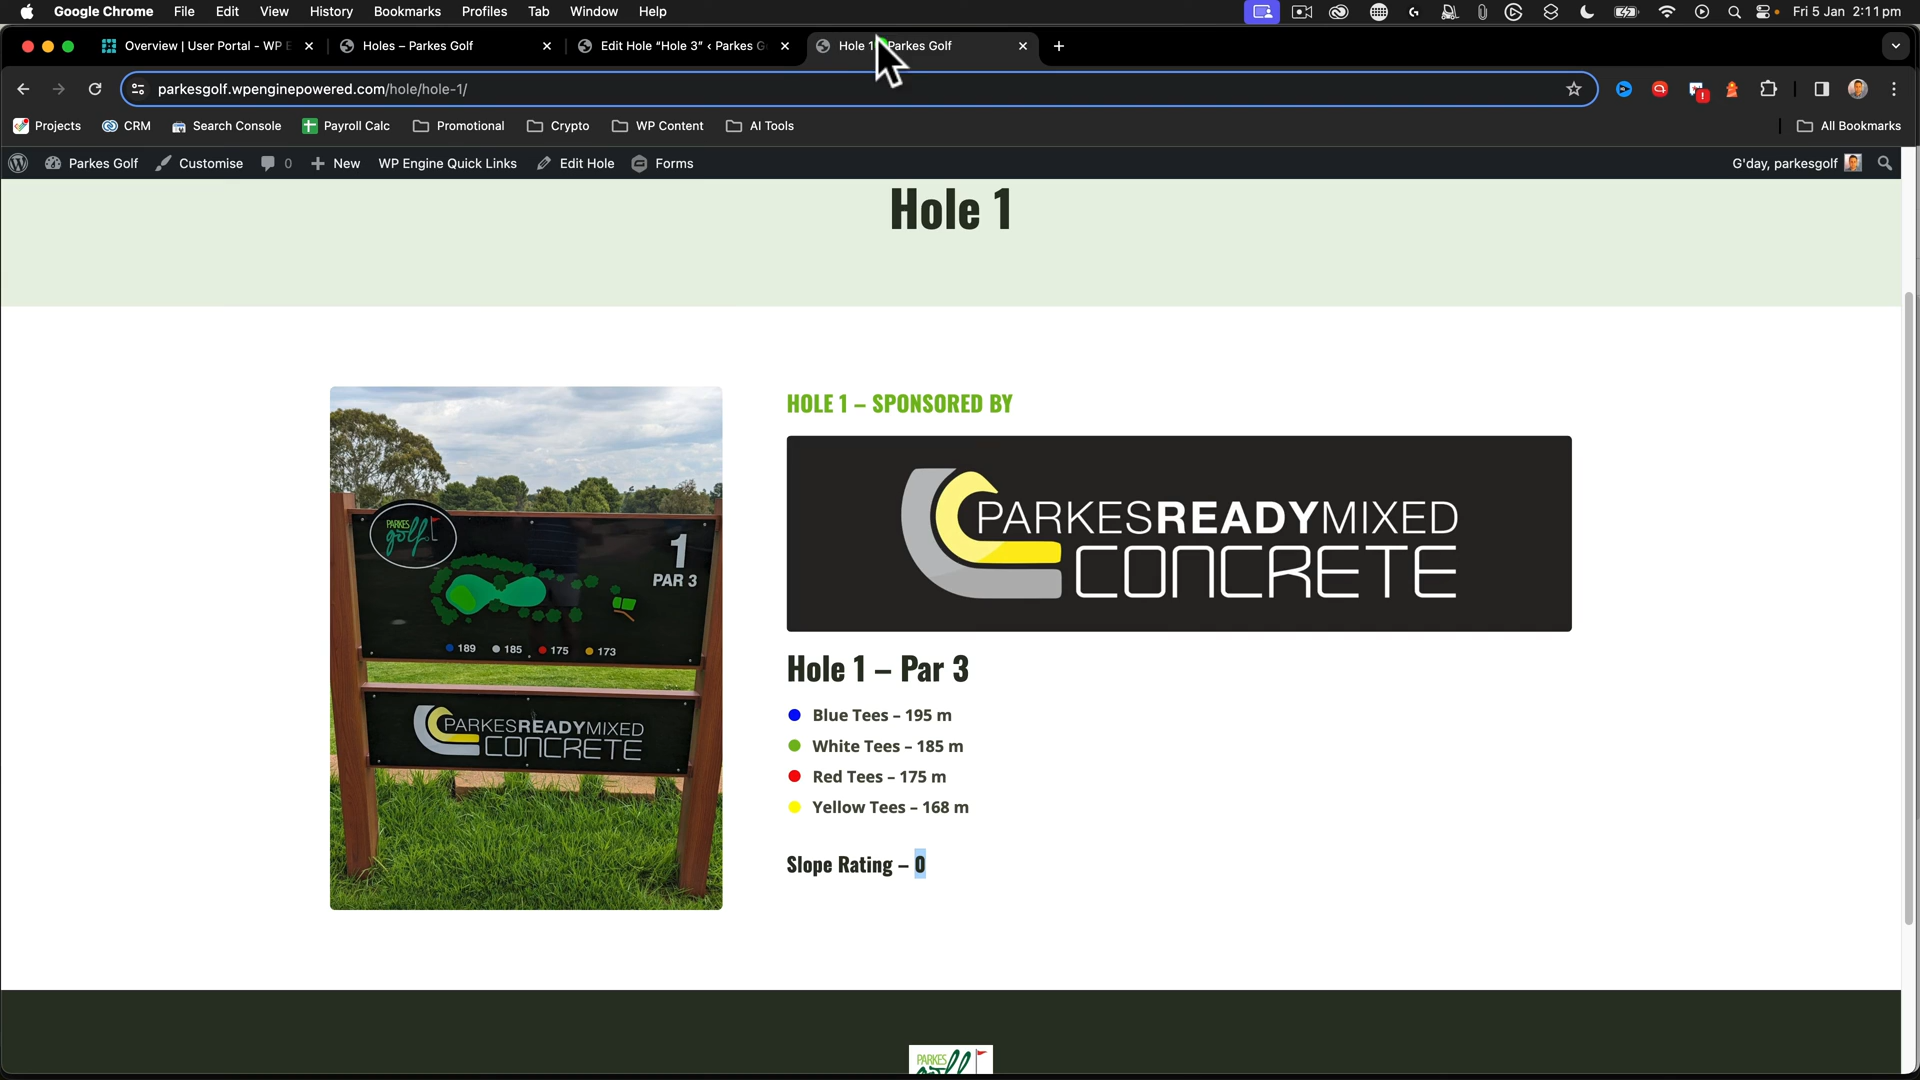 Google Chrome File Edit View History Bookmarks Profiles Tab Window Help Fri 5 Jan 2:11 pm
Overview | User Portal - WP E Holes – Parkes Golf Edit Hole “Hole 3” ‹ Parkes G Hole 1 Parkes Golf
parkesgolf.wpenginepowered.com/hole/hole-1/
Projects CRM Search Console Payroll Calc Promotional Crypto WP Content AI Tools All Bookmarks
Parkes Golf Customise 0 New WP Engine Quick Links Edit Hole Forms G'day, parkesgolf
Hole 1
PARKES
golf
1
PAR 3
189 185 175 173
PARKESREADYMIXED
CONCRETE
HOLE 1 – SPONSORED BY
PARKESREADYMIXED
CONCRETE
Hole 1 – Par 3
Blue Tees – 195 m
White Tees – 185 m
Red Tees – 175 m
Yellow Tees – 168 m
Slope Rating – 0
PARKES